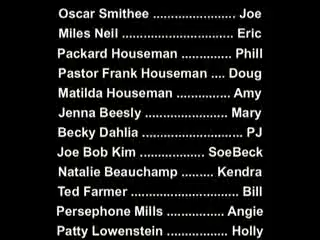 Oscar Smithee ....................... Joe
Miles Neil ............................... Eric
Packard Houseman .............. Phill
Pastor Frank Houseman .... Doug
Matilda Houseman ............... Amy
Jenna Beesly ....................... Mary
Becky Dahlia ............................ PJ
Joe Bob Kim .................. SoeBeck
Natalie Beauchamp ......... Kendra
Ted Farmer .............................. Bill
Persephone Mills ................ Angie
Patty Lowenstein ................. Holly